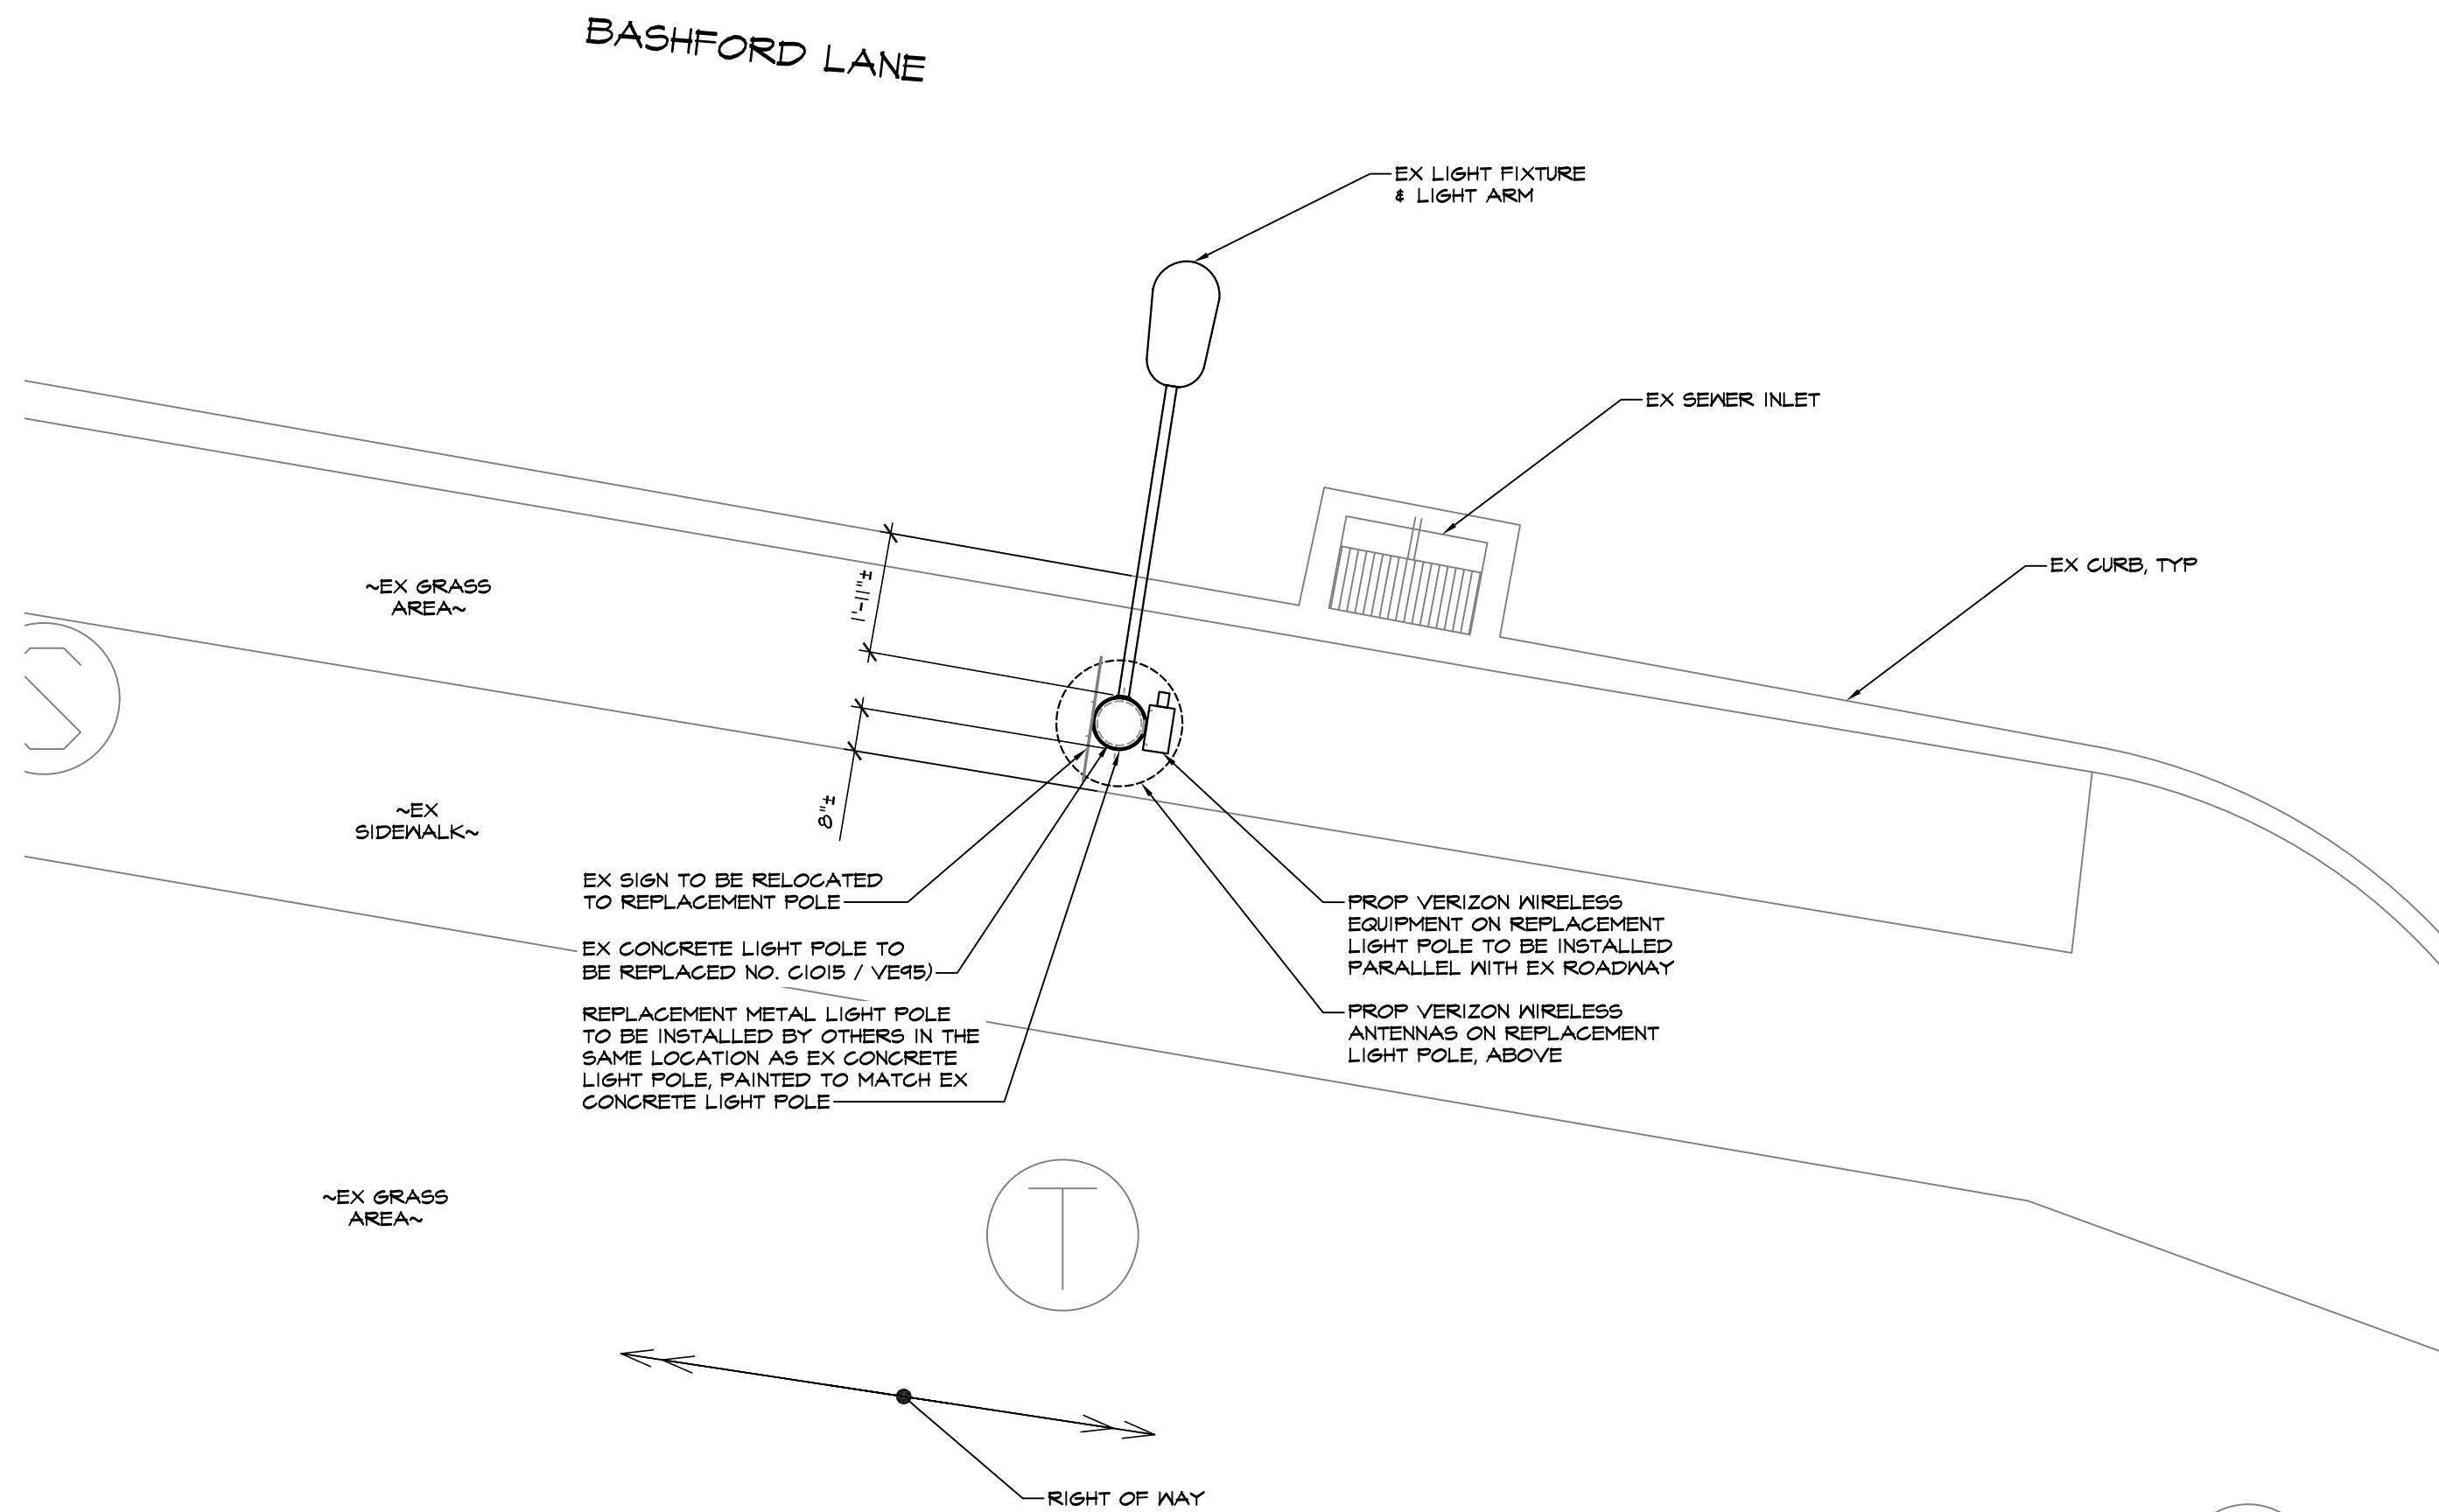 BASHFORD LANE
EX LIGHT FIXTURE
& LIGHT ARM
EX SEWER INLET
EX CURB, TYP
~EX GRASS
AREA~
1'-11"±
8"±
~EX
SIDEWALK~
EX SIGN TO BE RELOCATED
TO REPLACEMENT POLE
EX CONCRETE LIGHT POLE TO
BE REPLACED NO. C1015 / VE95)
REPLACEMENT METAL LIGHT POLE
TO BE INSTALLED BY OTHERS IN THE
SAME LOCATION AS EX CONCRETE
LIGHT POLE, PAINTED TO MATCH EX
CONCRETE LIGHT POLE
PROP VERIZON WIRELESS
EQUIPMENT ON REPLACEMENT
LIGHT POLE TO BE INSTALLED
PARALLEL WITH EX ROADWAY
PROP VERIZON WIRELESS
ANTENNAS ON REPLACEMENT
LIGHT POLE, ABOVE
T
~EX GRASS
AREA~
RIGHT OF WAY